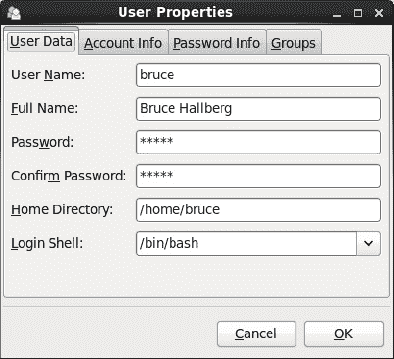 User Properties
User Data Account Info Password Info Groups
User Name: bruce
Full Name: Bruce Hallberg
Password: *****
Confirm Password: *****
Home Directory: /home/bruce
Login Shell: /bin/bash
Cancel OK